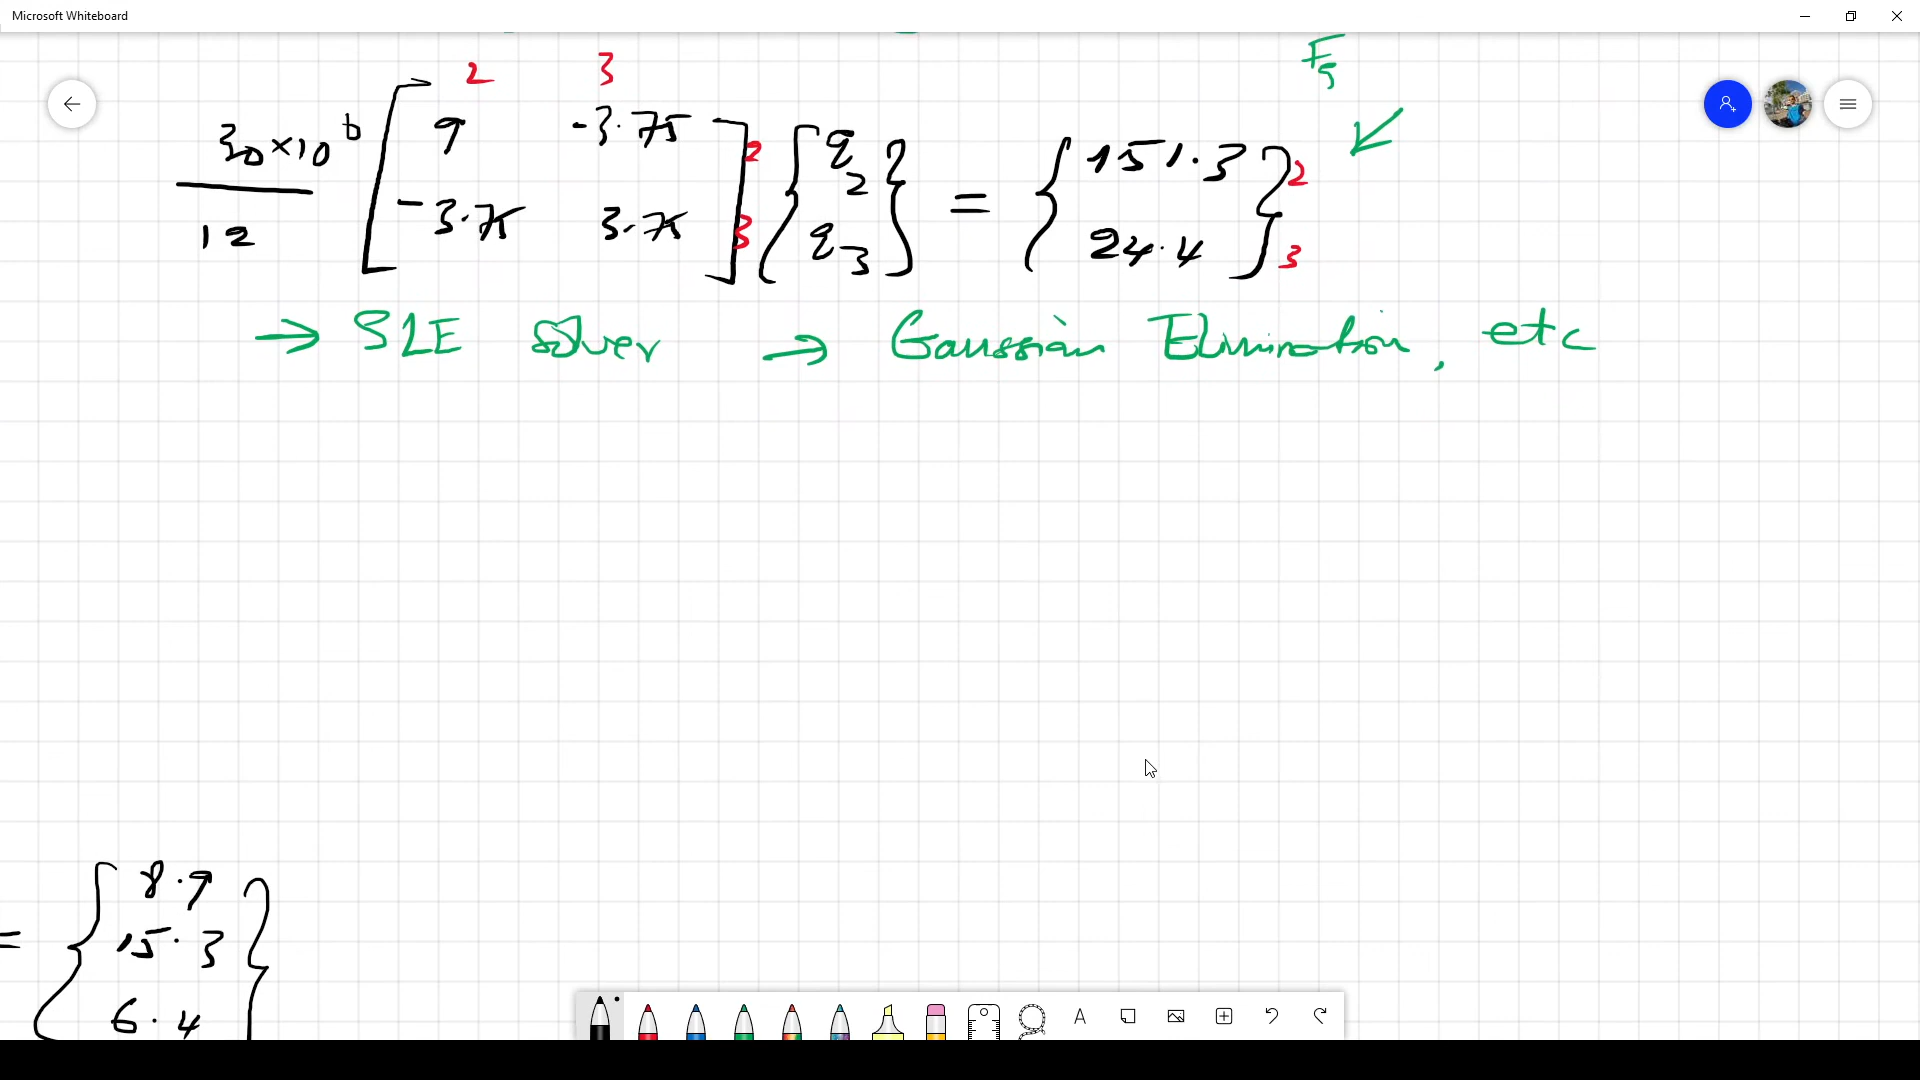 Microsoft Whiteboard
F5
2 3
30×10^6 9 -3.75 2 q2 = 151.3 2
12 -3.75 3.75 3 q3 24.4 3
→ SLE solver → Gaussian Elimination, etc
8.9
= 15.3
6.4
A